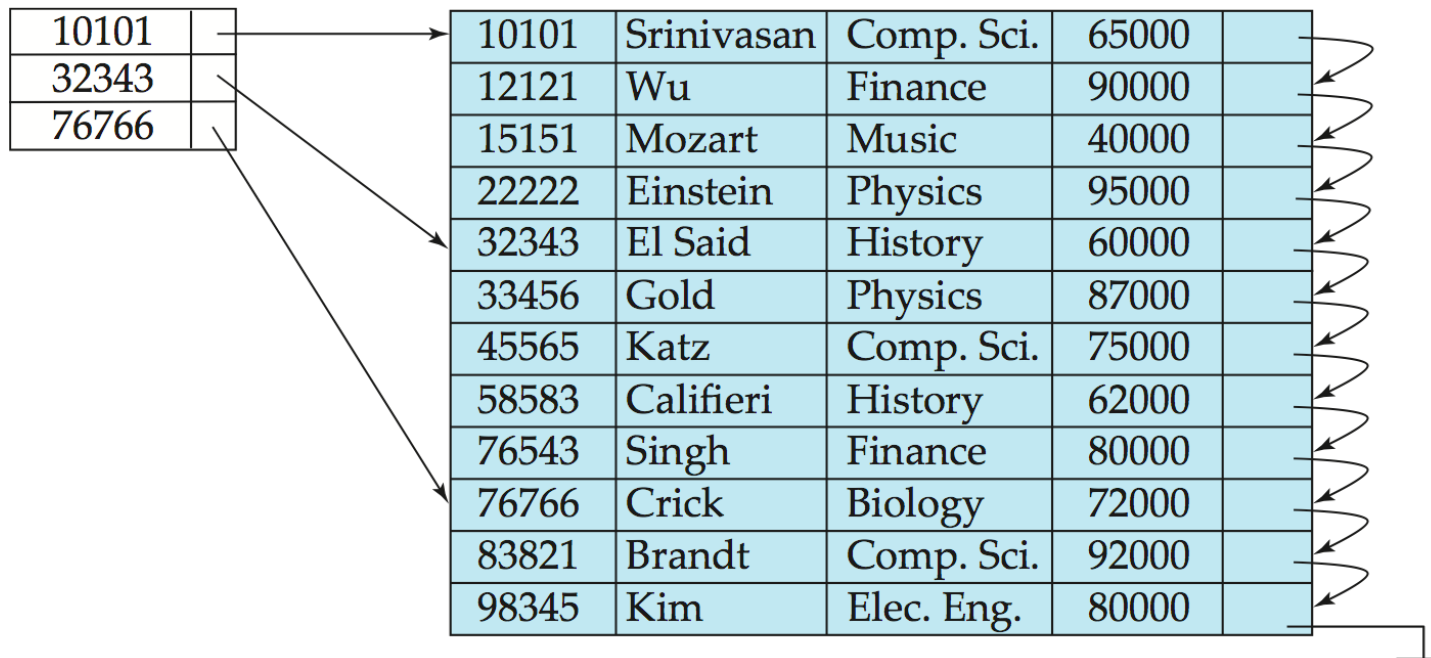 10101
32343
76766
10101 Srinivasan Comp. Sci. 65000
12121 Wu Finance 90000
15151 Mozart Music 40000
22222 Einstein Physics 95000
32343 El Said History 60000
33456 Gold Physics 87000
45565 Katz Comp. Sci. 75000
58583 Califieri History 62000
76543 Singh Finance 80000
76766 Crick Biology 72000
83821 Brandt Comp. Sci. 92000
98345 Kim Elec. Eng. 80000